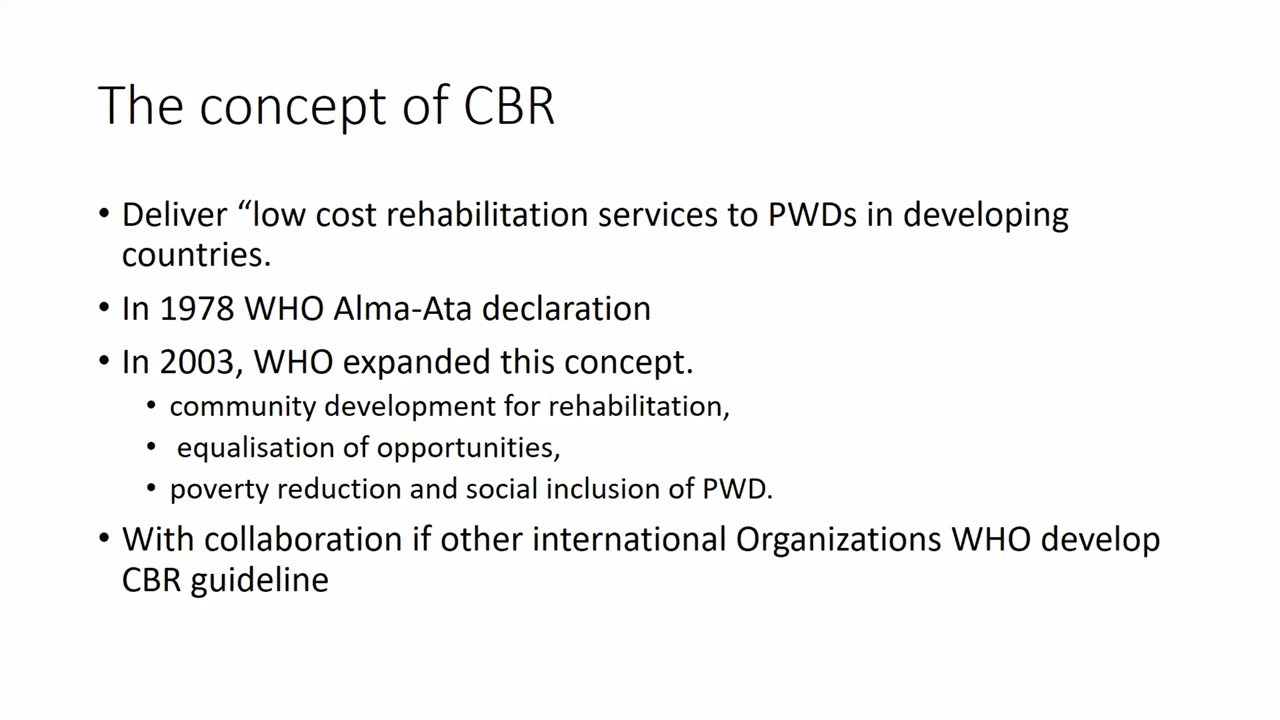 The concept of CBR
• Deliver “low cost rehabilitation services to PWDs in developing
countries.
• In 1978 WHO Alma-Ata declaration
• In 2003, WHO expanded this concept.
• community development for rehabilitation,
• equalisation of opportunities,
• poverty reduction and social inclusion of PWD.
• With collaboration if other international Organizations WHO develop
CBR guideline